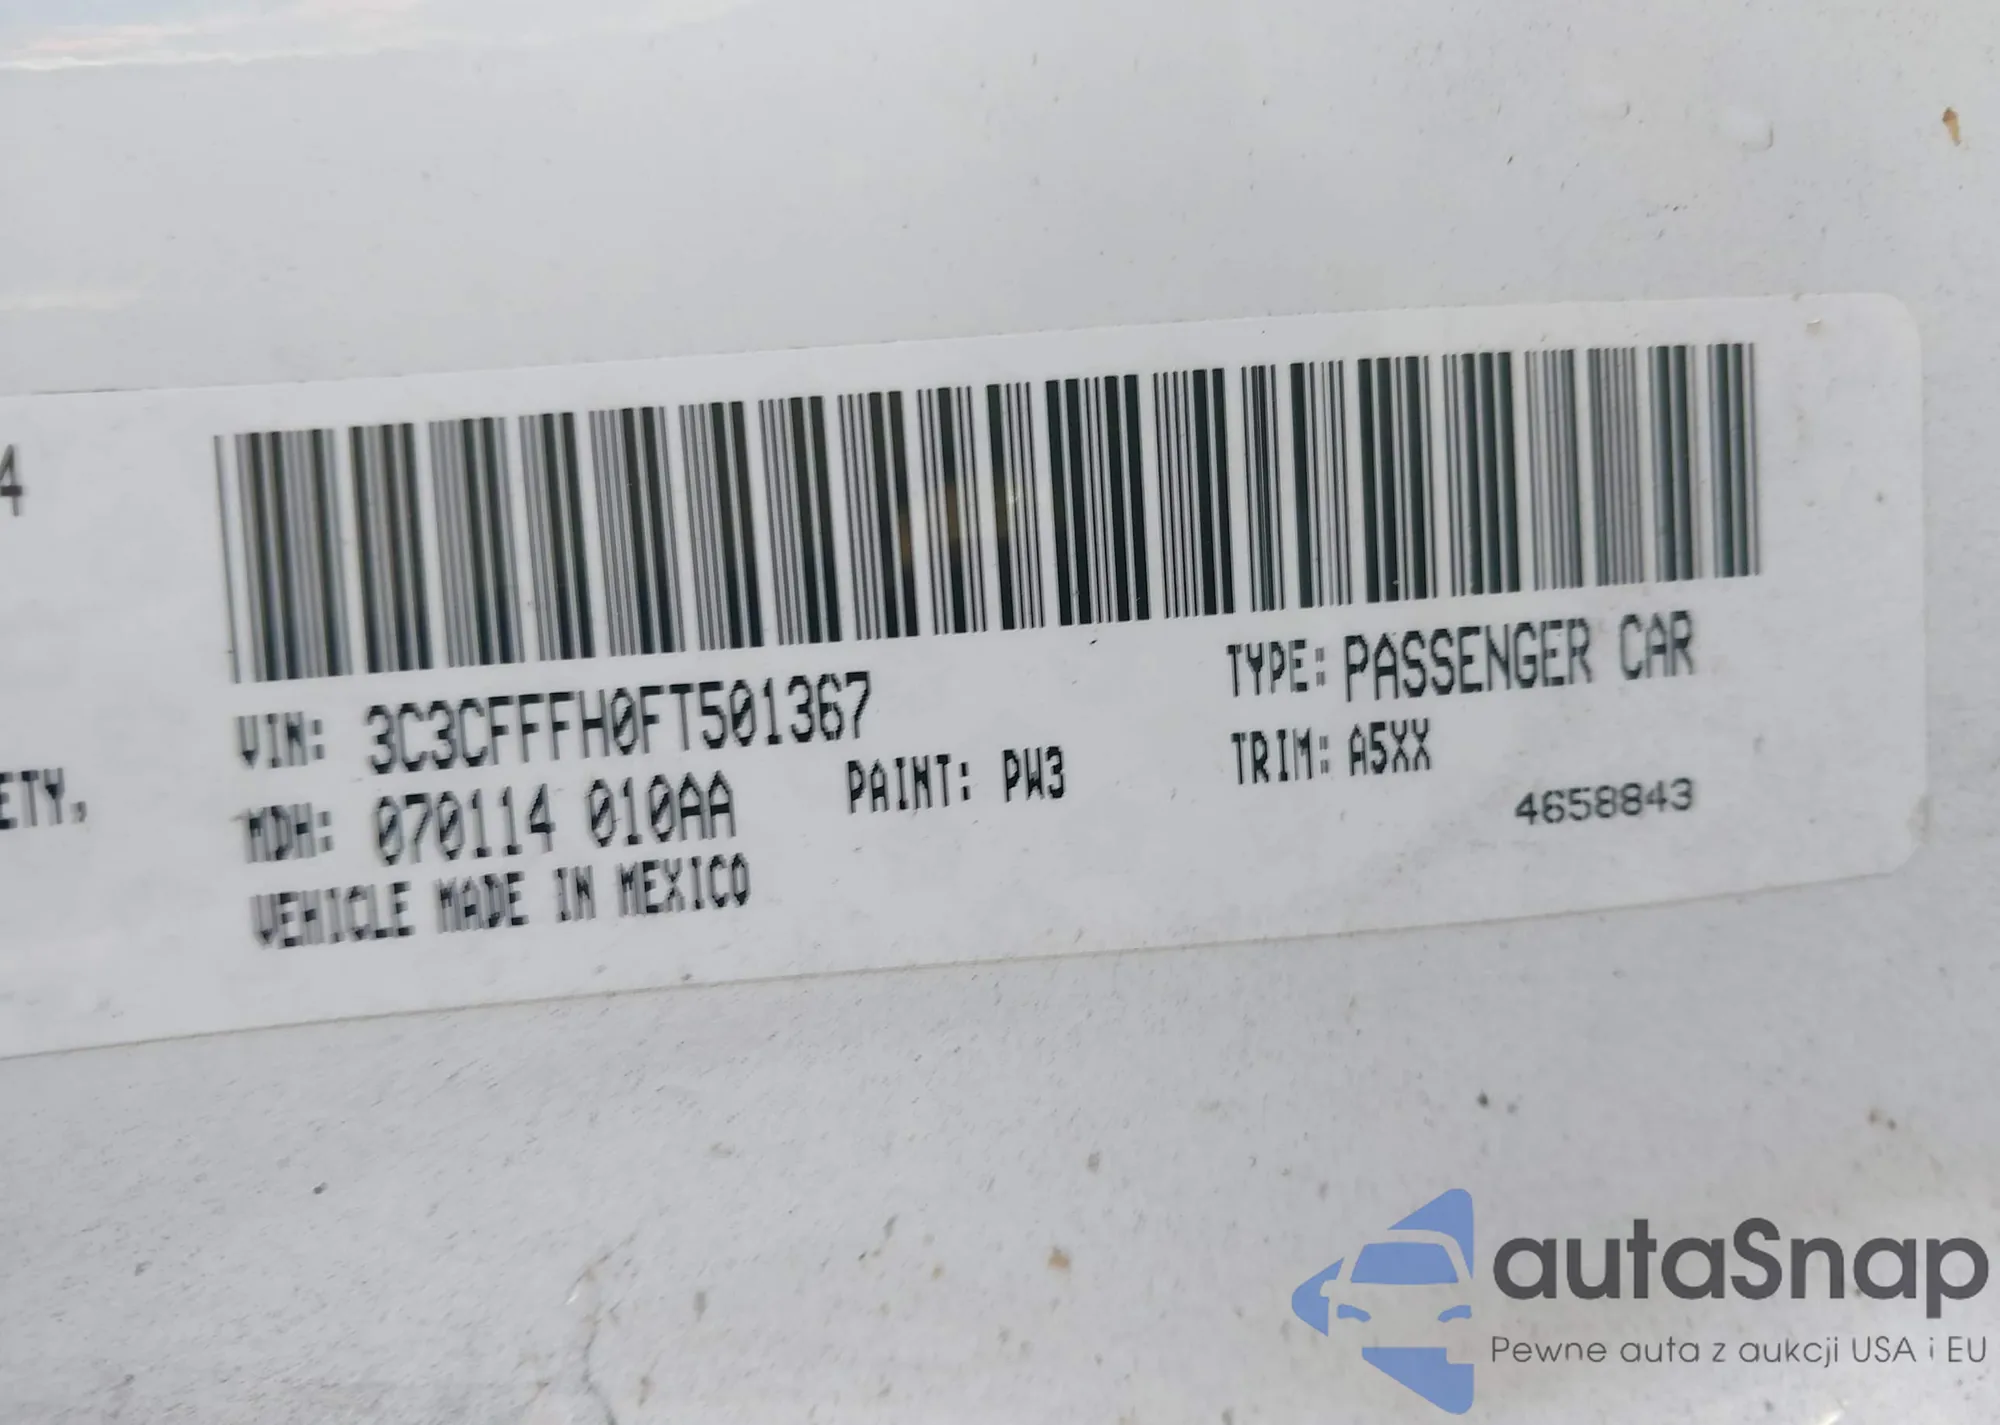 4
ETY,
VIN: 3C3CFFFH0FT501367
TYPE: PASSENGER CAR
MDH: 070114 010AA
PAINT: PW3
TRIM: A5XX
VEHICLE MADE IN MEXICO
4658843
autaSnap
Pewne auta z aukcji USA i EU